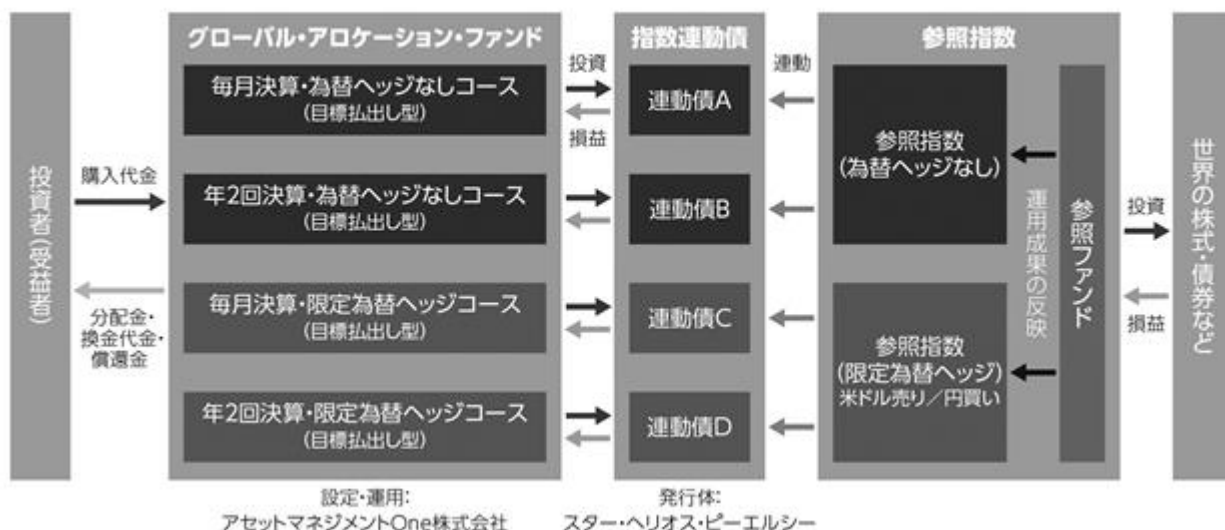 グローバル・アロケーション・ファンド
指数連動債
参照指数
投資者(受益者)
購入代金
分配金・
換金代金・
償還金
毎月決算・為替ヘッジなしコース
(目標払出し型)
年2回決算・為替ヘッジなしコース
(目標払出し型)
毎月決算・限定為替ヘッジコース
(目標払出し型)
年2回決算・限定為替ヘッジコース
(目標払出し型)
投資
損益
連動債A
連動債B
連動債C
連動債D
連動
参照指数
(為替ヘッジなし)
参照指数
(限定為替ヘッジ)
米ドル売り/円買い
運用成果の反映
参照ファンド
投資
損益
世界の株式・債券など
設定・運用:
アセットマネジメントOne株式会社
発行体:
スター・ヘリオス・ピーエルシー